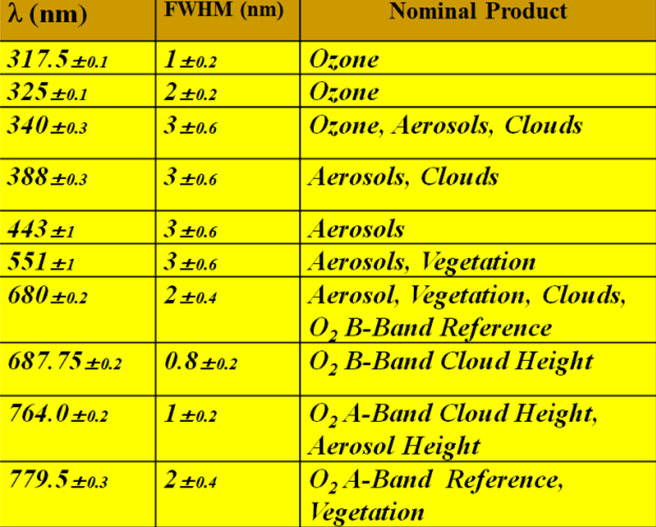 λ (nm) FWHM (nm) Nominal Product
317.5±0.1 1±0.2 Ozone
325±0.1 2±0.2 Ozone
340±0.3 3±0.6 Ozone, Aerosols, Clouds
388±0.3 3±0.6 Aerosols, Clouds
443±1 3±0.6 Aerosols
551±1 3±0.6 Aerosols, Vegetation
680±0.2 2±0.4 Aerosol, Vegetation, Clouds,
O2 B-Band Reference
687.75±0.2 0.8±0.2 O2 B-Band Cloud Height
764.0±0.2 1±0.2 O2 A-Band Cloud Height,
Aerosol Height
779.5±0.3 2±0.4 O2 A-Band Reference,
Vegetation